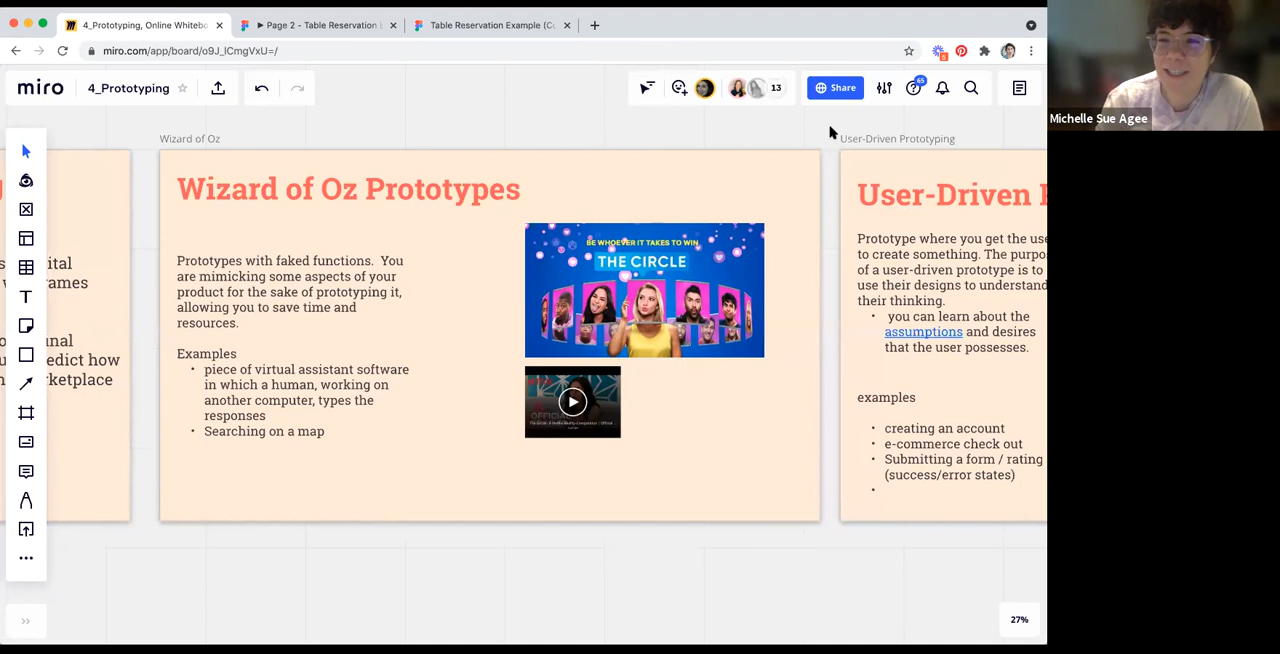 4_Prototyping, Online Whitebo
Page 2 - Table Reservation
Table Reservation Example (Co
miro.com/app/board/o9J_lCmgVxU=/
5
miro
4_Prototyping
13
Share
65
Michelle Sue Agee
Wizard of Oz
User-Driven Prototyping
Wizard of Oz Prototypes
Prototypes with faked functions. You
are mimicking some aspects of your
product for the sake of prototyping it,
allowing you to save time and
resources.
Examples
• piece of virtual assistant software
in which a human, working on
another computer, types the
responses
• Searching on a map
BE WHOEVER IT TAKES TO WIN
THE CIRCLE
OFFICIAL
User-Driven
Prototype where you get the use
to create something. The purpo
of a user-driven prototype is to
use their designs to understand
their thinking.
• you can learn about the
assumptions and desires
that the user possesses.
examples
• creating an account
• e-commerce check out
• Submitting a form / rating
(success/error states)
•
ital
frames
nal
edict how
rketplace
T
27%